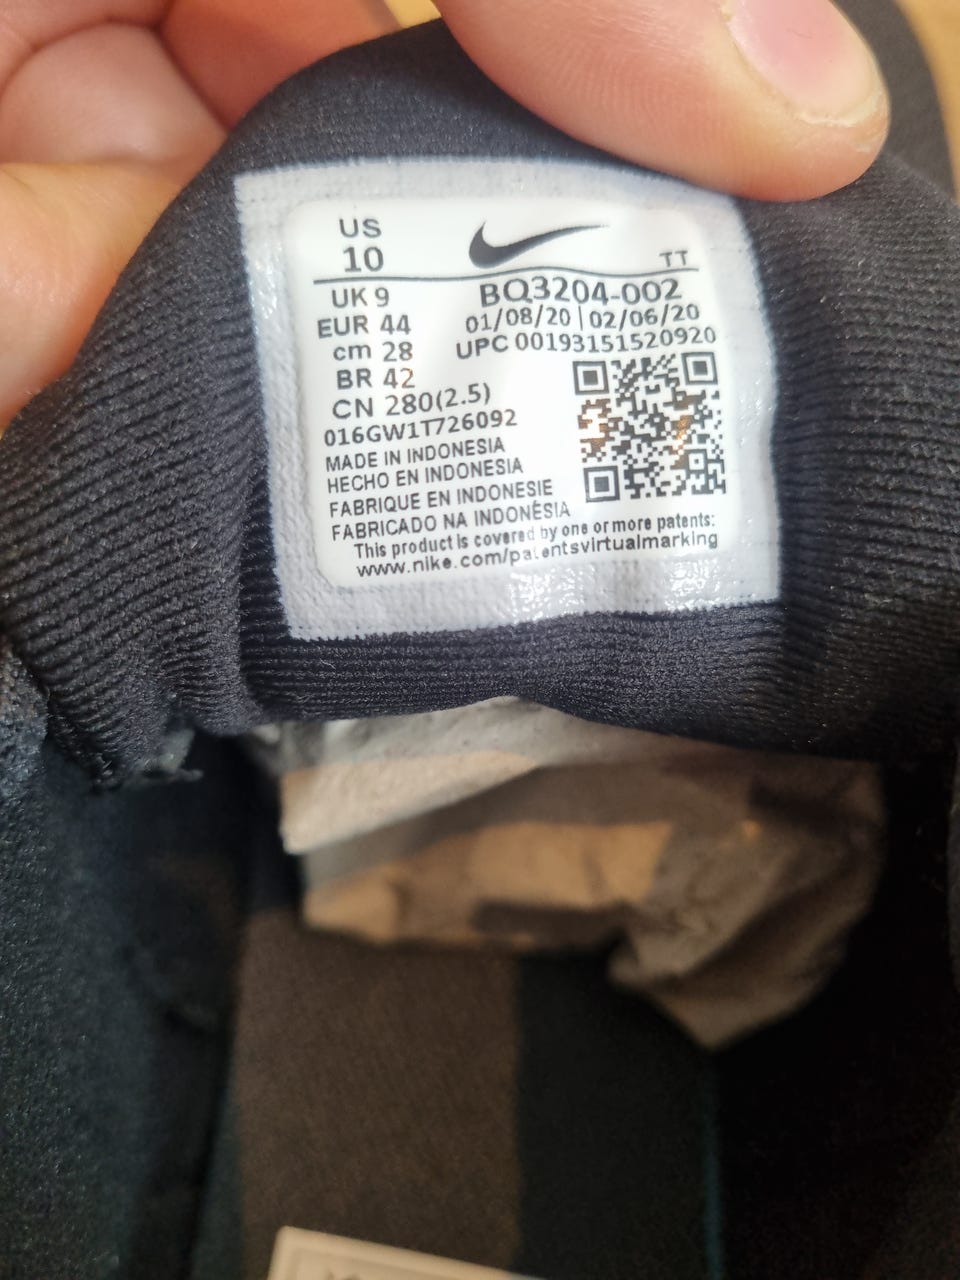 US
10
TT
UK 9
BQ3204-002
EUR 44
01/08/20 | 02/06/20
cm 28
UPC 00193151520920
BR 42
CN 280(2.5)
016GW1T726092
MADE IN INDONESIA
HECHO EN INDONESIA
FABRIQUE EN INDONESIE
FABRICADO NA INDONÉSIA
This product is covered by one or more patents:
www.nike.com/patentsvirtualmarking